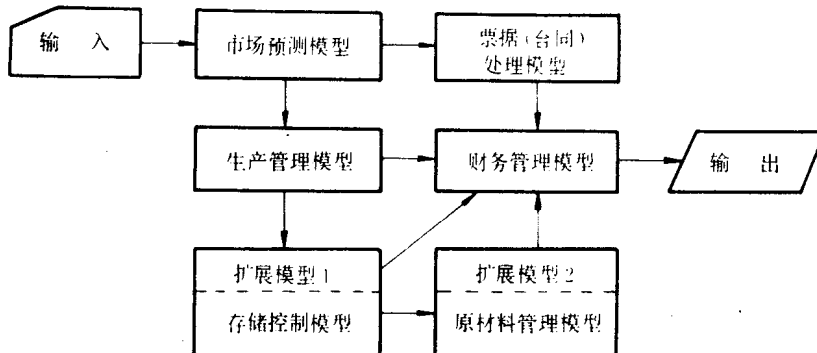 输 入
市场预测模型
票据(台同)
处理模型
生产管理模型
财务管理模型
输 出
扩展模型1
存储控制模型
扩展模型2
原材料管理模型